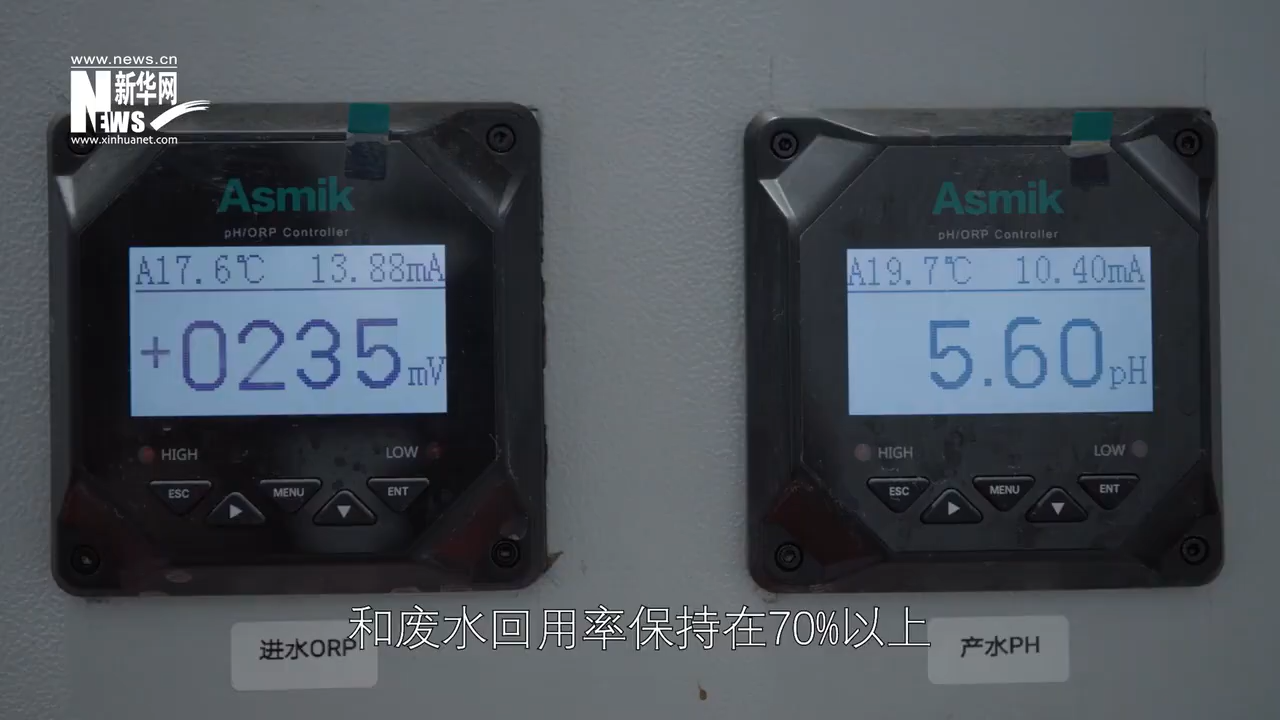 www.news.cn
NEWS 新华网
www.xinhuanet.com
Asmik
pH/ORP Controller
A17.6℃ 13.88mA
+0235mV
HIGH LOW
ESC MENU ENT
进水ORP
Asmik
pH/ORP Controller
A19.7℃ 10.40mA
5.60pH
HIGH LOW
ESC MENU ENT
产水PH
和废水回用率保持在70%以上